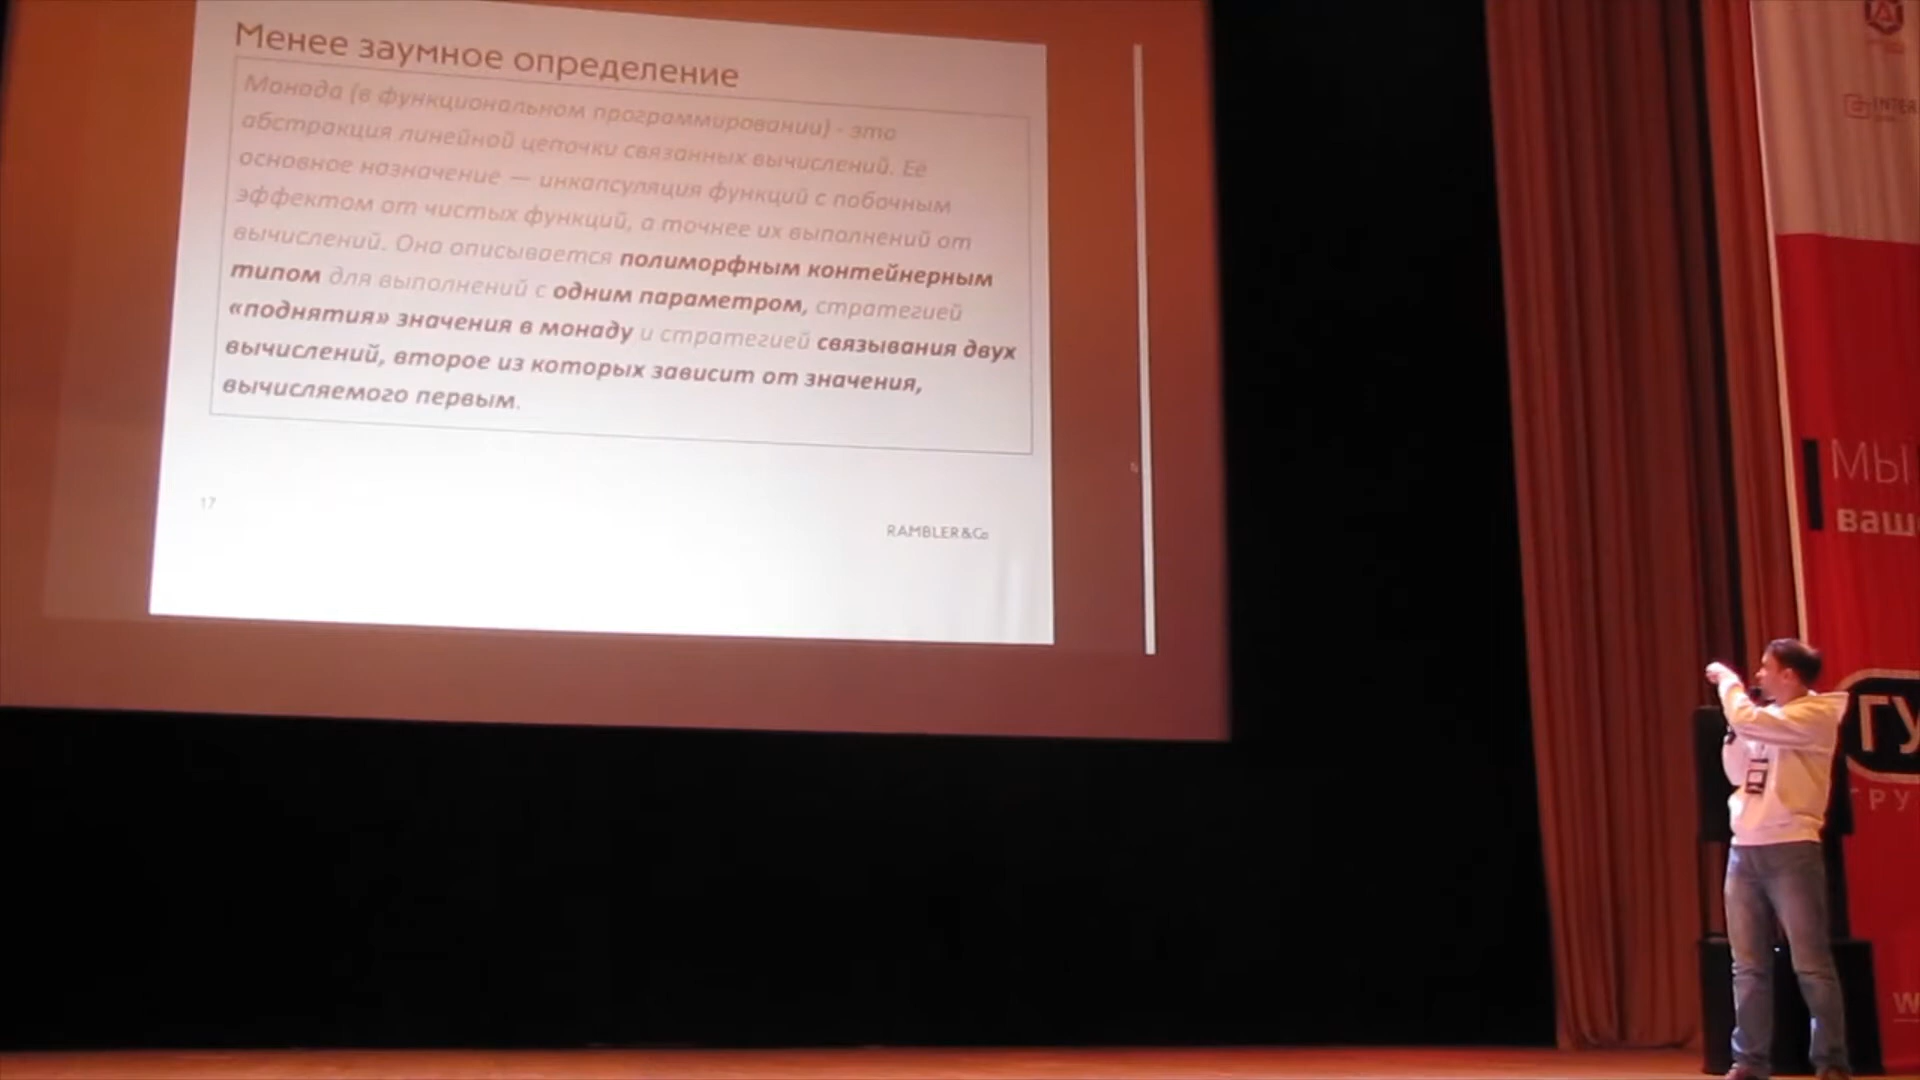 Менее заумное определение
Монада (в функциональном программировании) - это
абстракция линейной цепочки связанных вычислений. Её
основное назначение — инкапсуляция функций с побочным
эффектом от чистых функций, а точнее их выполнений от
вычислений. Она описывается полиморфным контейнерным
типом для выполнений с одним параметром, стратегией
«поднятия» значения в монаду и стратегией связывания двух
вычислений, второе из которых зависит от значения,
вычисляемого первым.
17
RAMBLER&Co
INTER
МЫ
ваш
ГУ
ГРУ
w